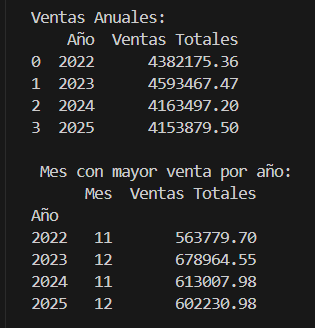 Ventas Anuales:
Año Ventas Totales
0 2022 4382175.36
1 2023 4593467.47
2 2024 4163497.20
3 2025 4153879.50
Mes con mayor venta por año:
Mes Ventas Totales
Año
2022 11 563779.70
2023 12 678964.55
2024 11 613007.98
2025 12 602230.98